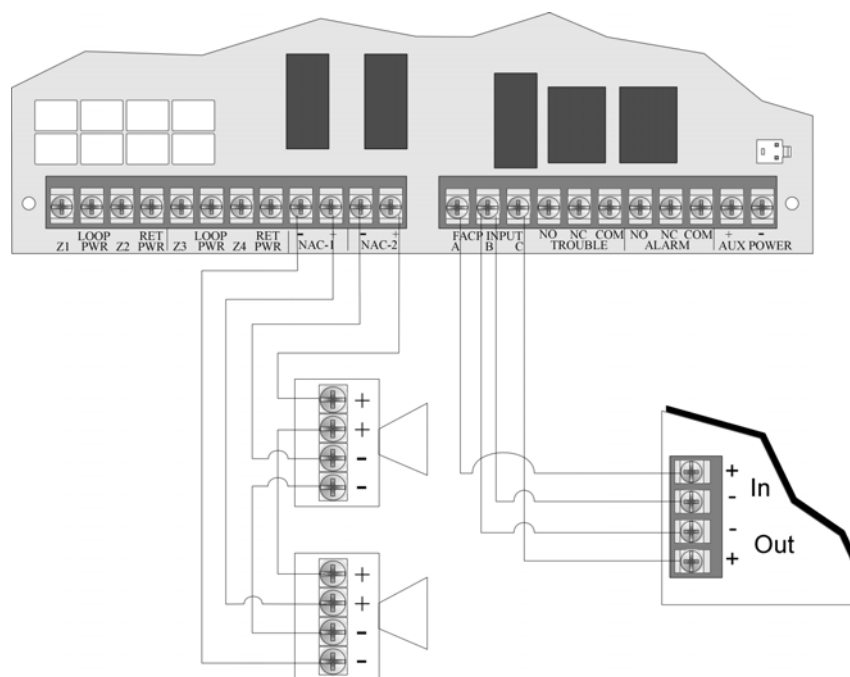 - + - + FACP INPUT NO NC COM NO NC COM + -
LOOP RET LOOP RET
Z1 PWR Z2 PWR Z3 PWR Z4 PWR NAC-1 NAC-2 A B C TROUBLE ALARM AUX POWER
+
+
-
-
+
+
-
-
+
- In
- Out
+